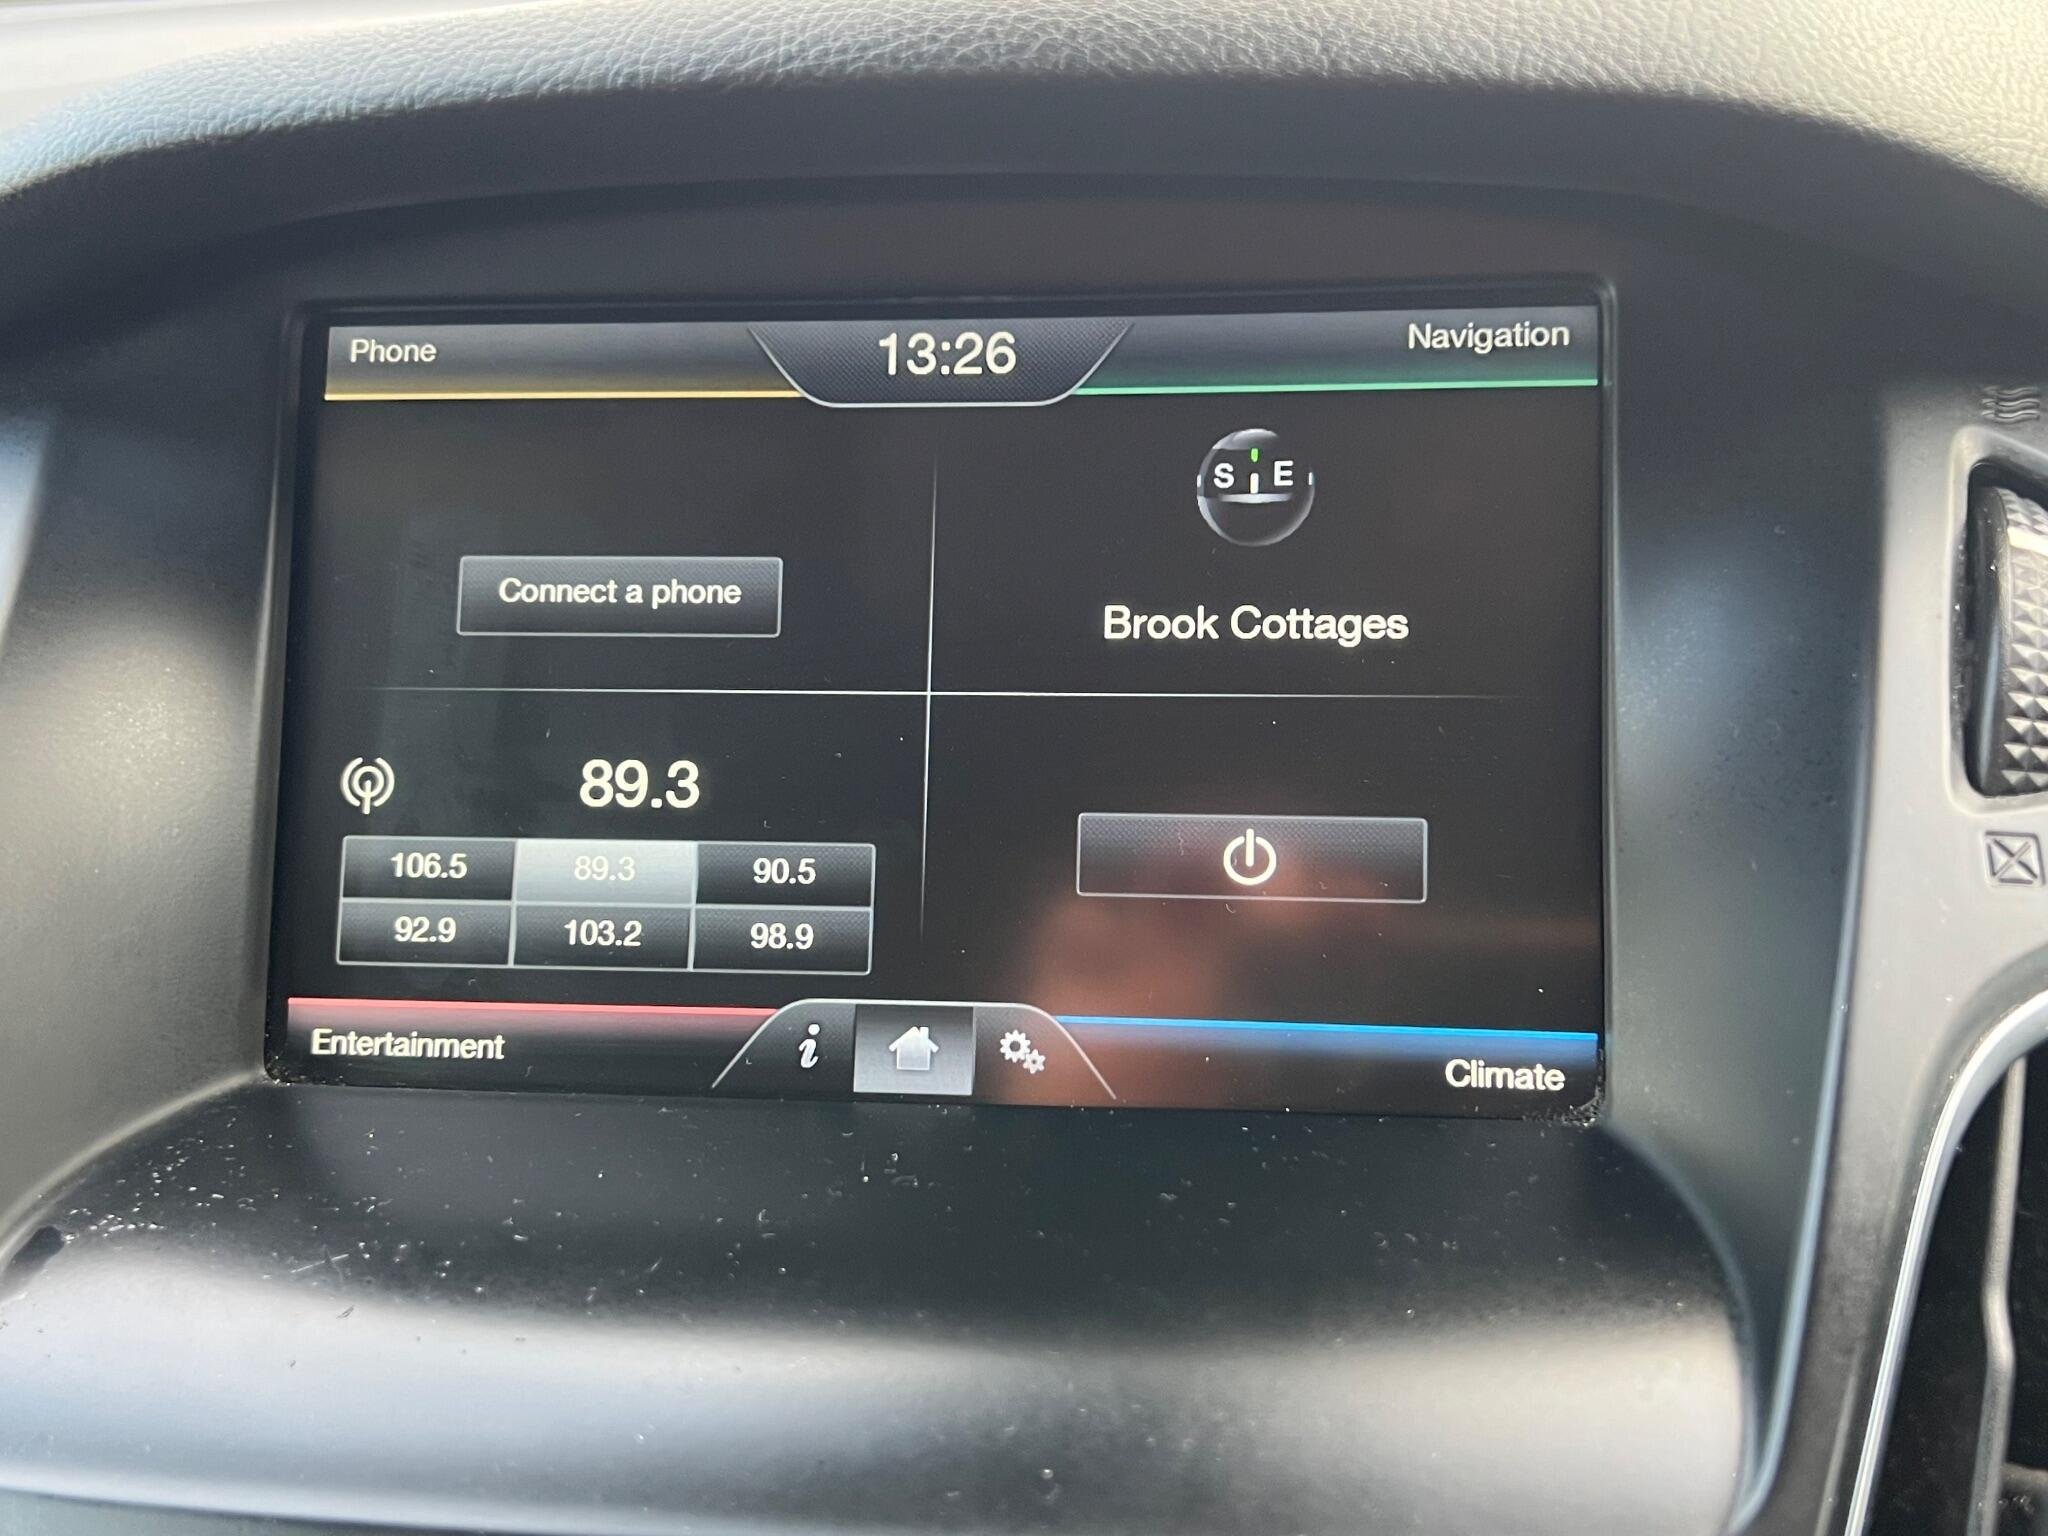 Phone
13:26
Navigation
S E
Connect a phone
Brook Cottages
89.3
106.5 89.3 90.5
92.9 103.2 98.9
Entertainment
i
Climate